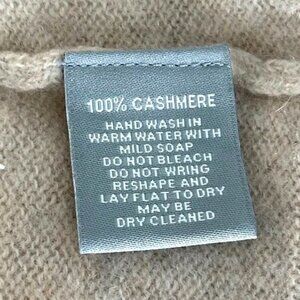 100% CASHMERE
HAND WASH IN
WARM WATER WITH
MILD SOAP
DO NOT BLEACH
DO NOT WRING
RESHAPE AND
LAY FLAT TO DRY
MAY BE
DRY CLEANED